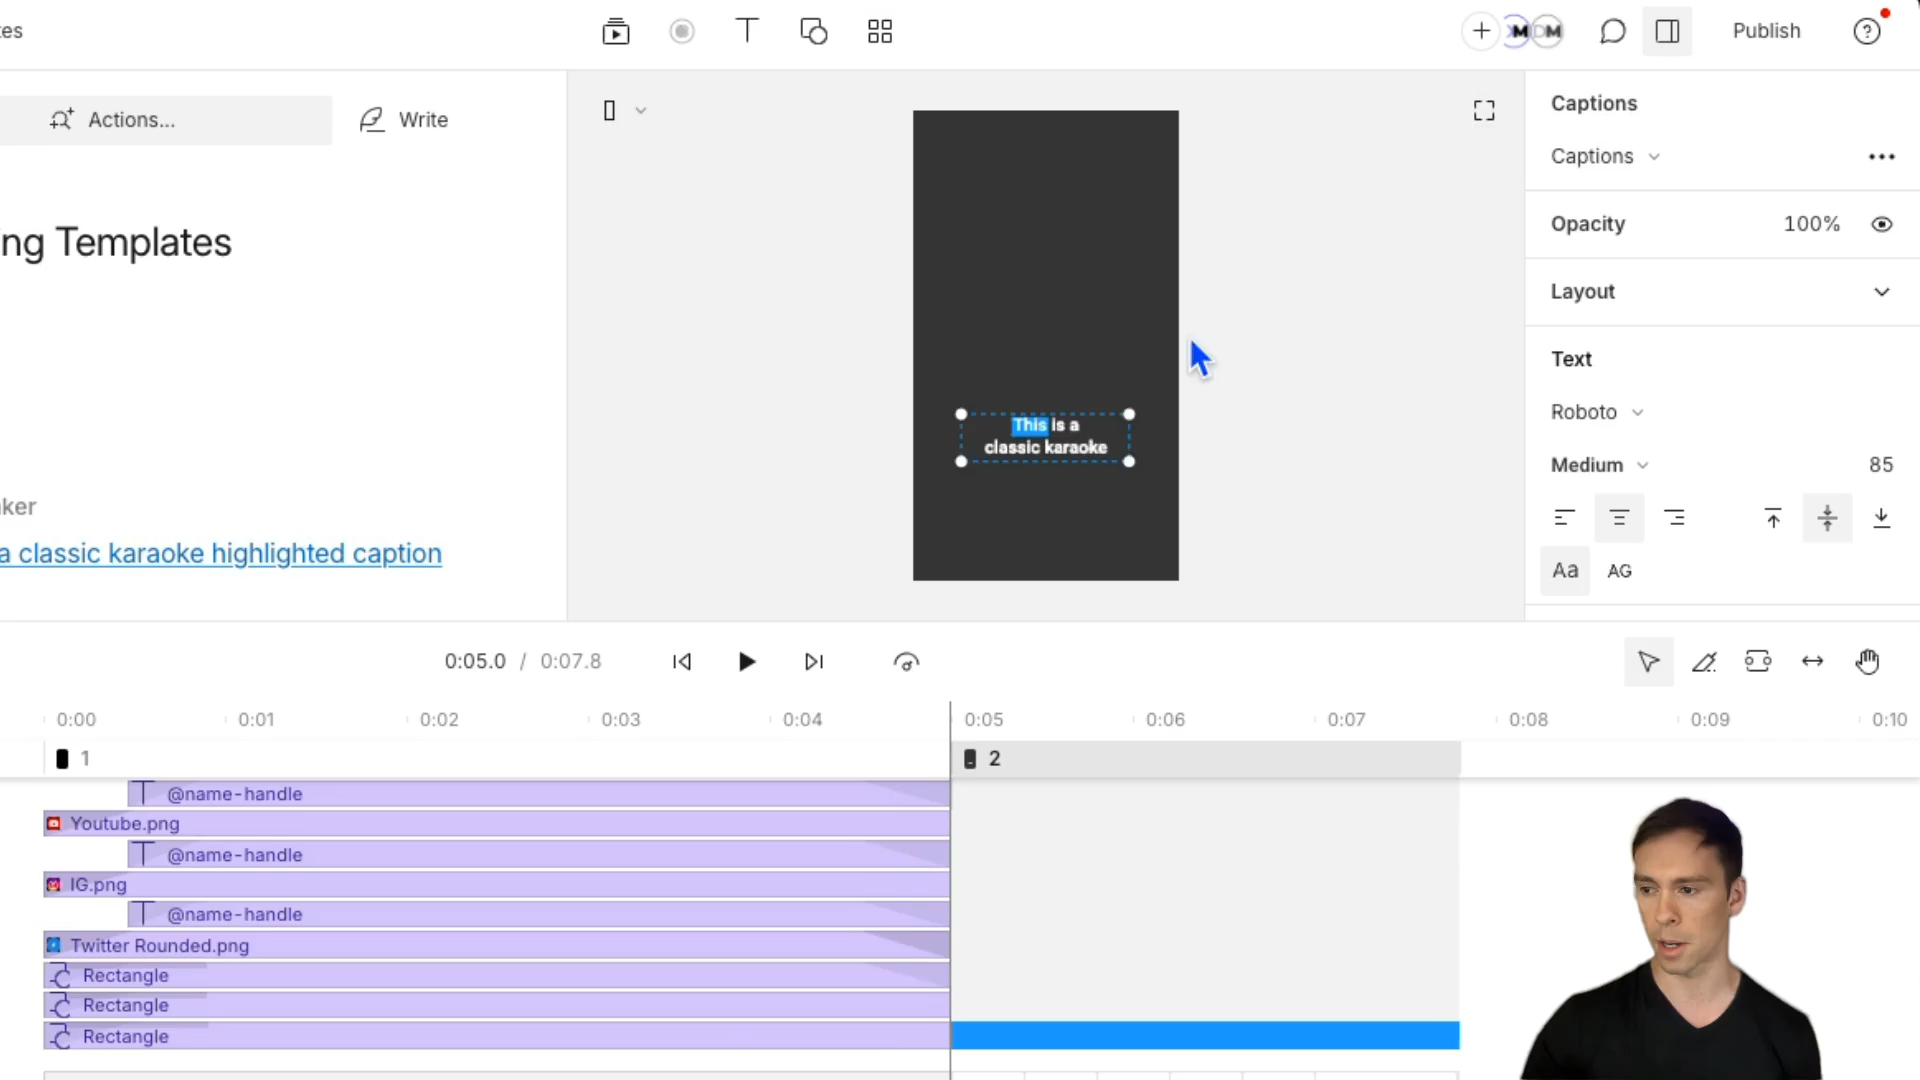 es
M DM
Publish
Actions...
Write
Captions
Captions
Opacity 100%
Layout
Text
Roboto
Medium 85
Aa AG
ng Templates
This is a
classic karaoke
ker
a classic karaoke highlighted caption
0:05.0 / 0:07.8
0:00 0:01 0:02 0:03 0:04 0:05 0:06 0:07 0:08 0:09 0:10
1 2
@name-handle
Youtube.png
@name-handle
IG.png
@name-handle
Twitter Rounded.png
Rectangle
Rectangle
Rectangle